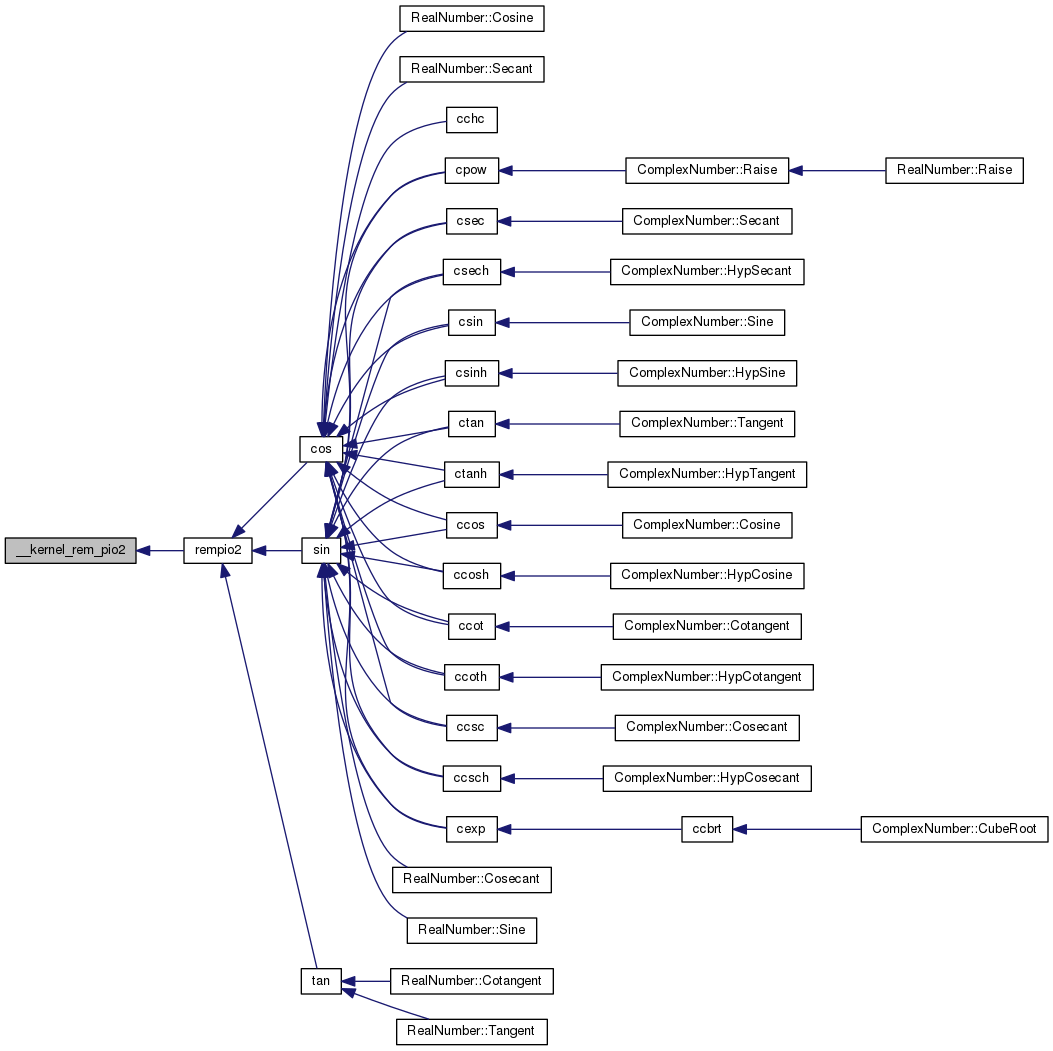 RealNumber::Cosine
RealNumber::Secant
cchc
cpow
ComplexNumber::Raise
RealNumber::Raise
csec
ComplexNumber::Secant
csech
ComplexNumber::HypSecant
csin
ComplexNumber::Sine
csinh
ComplexNumber::HypSine
ctan
ComplexNumber::Tangent
cos
ctanh
ComplexNumber::HypTangent
ccos
ComplexNumber::Cosine
__kernel_rem_pio2
rempio2
sin
ccosh
ComplexNumber::HypCosine
ccot
ComplexNumber::Cotangent
ccoth
ComplexNumber::HypCotangent
ccsc
ComplexNumber::Cosecant
ccsch
ComplexNumber::HypCosecant
cexp
ccbrt
ComplexNumber::CubeRoot
RealNumber::Cosecant
RealNumber::Sine
tan
RealNumber::Cotangent
RealNumber::Tangent